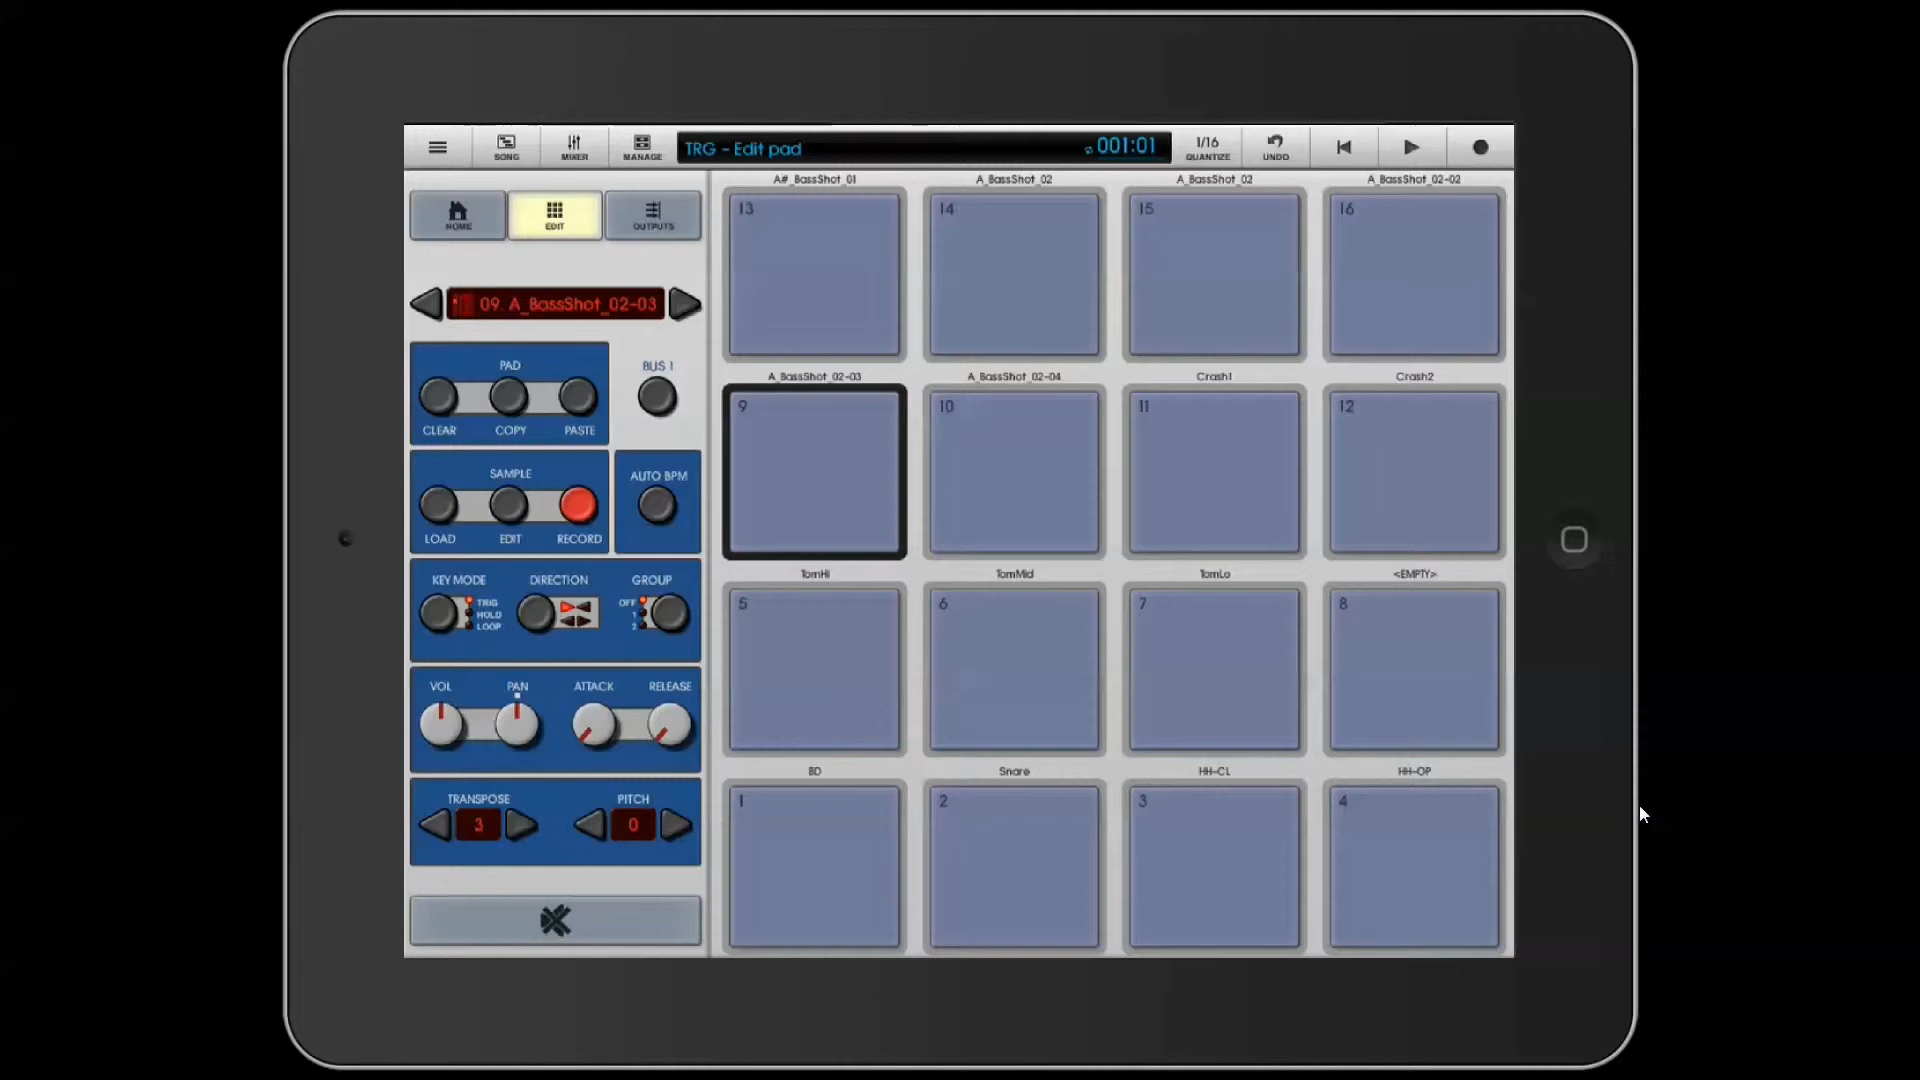 SONG
MIXER
MANAGE
TRG - Edit pad
001:01
1/16
QUANTIZE
UNDO
HOME
EDIT
OUTPUTS
09. A_BassShot_02-03
PAD
CLEAR
COPY
PASTE
BUS 1
SAMPLE
LOAD
EDIT
RECORD
AUTO BPM
KEY MODE
TRIG
HOLD
LOOP
DIRECTION
GROUP
OFF
1
2
VOL
PAN
ATTACK
RELEASE
TRANSPOSE
3
PITCH
0
A#_BassShot_01
13
A_BassShot_02
14
A_BassShot_02
15
A_BassShot_02-02
16
A_BassShot_02-03
9
A_BassShot_02-04
10
Crash1
11
Crash2
12
TomHi
5
TomMid
6
TomLo
7
<EMPTY>
8
BD
1
Snare
2
HH-CL
3
HH-OP
4